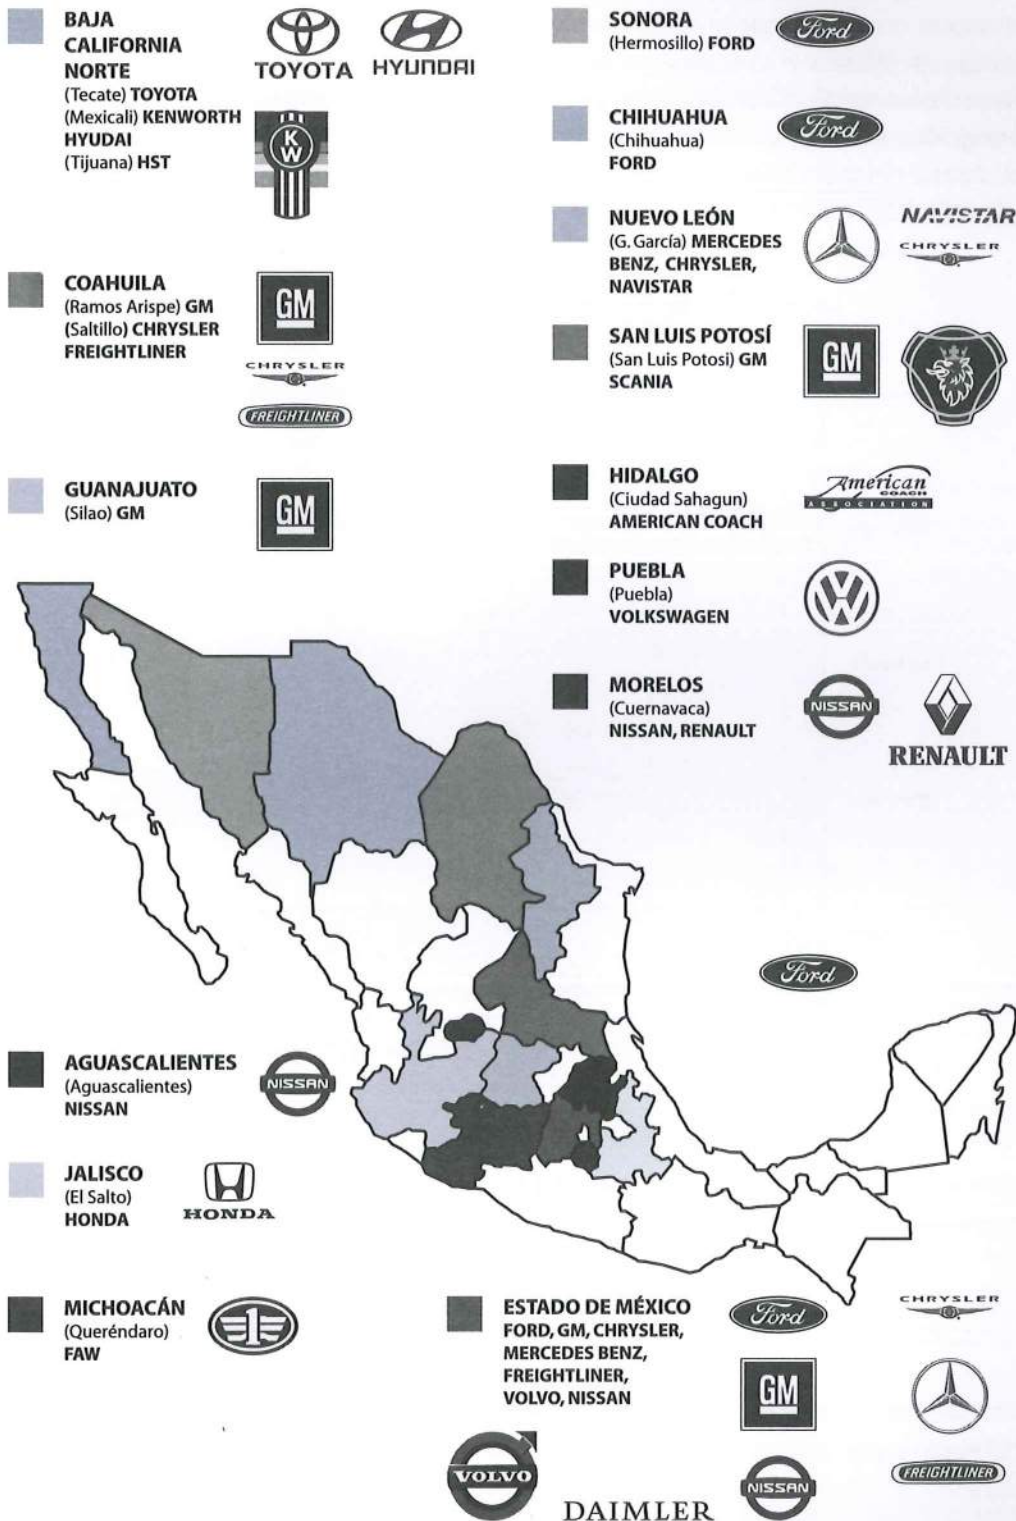 BAJA
CALIFORNIA
NORTE
(Tecate) TOYOTA
(Mexicali) KENWORTH
HYUDAI
(Tijuana) HST
TOYOTA
HYUNDAI
KW
COAHUILA
(Ramos Arispe) GM
(Saltillo) CHRYSLER
FREIGHTLINER
GM
CHRYSLER
FREIGHTLINER
GUANAJUATO
(Silao) GM
GM
SONORA
(Hermosillo) FORD
Ford
CHIHUAHUA
(Chihuahua)
FORD
Ford
NUEVO LEÓN
(G. García) MERCEDES
BENZ, CHRYSLER,
NAVISTAR
NAVISTAR
CHRYSLER
SAN LUIS POTOSÍ
(San Luis Potosi) GM
SCANIA
GM
HIDALGO
(Ciudad Sahagun)
AMERICAN COACH
American
COACH
ASSOCIATION
PUEBLA
(Puebla)
VOLKSWAGEN
VW
MORELOS
(Cuernavaca)
NISSAN, RENAULT
NISSAN
RENAULT
Ford
AGUASCALIENTES
(Aguascalientes)
NISSAN
NISSAN
JALISCO
(El Salto)
HONDA
HONDA
MICHOACÁN
(Queréndaro)
FAW
1
ESTADO DE MÉXICO
FORD, GM, CHRYSLER,
MERCEDES BENZ,
FREIGHTLINER,
VOLVO, NISSAN
Ford
CHRYSLER
GM
VOLVO
DAIMLER
NISSAN
FREIGHTLINER